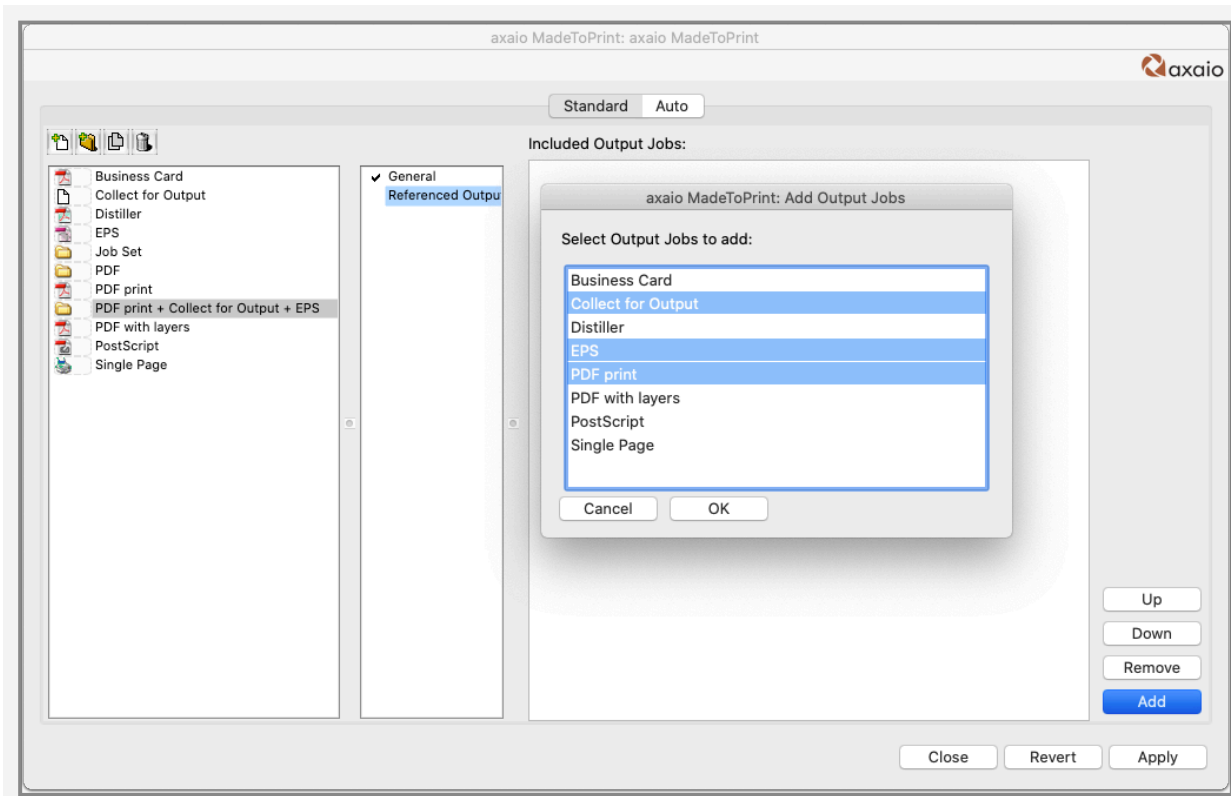 axaio MadeToPrint: axaio MadeToPrint
axaio
Standard Auto
Included Output Jobs:
Business Card
Collect for Output
Distiller
EPS
Job Set
PDF
PDF print
PDF print + Collect for Output + EPS
PDF with layers
PostScript
Single Page
General
Referenced Outpu
axaio MadeToPrint: Add Output Jobs
Select Output Jobs to add:
Business Card
Collect for Output
Distiller
EPS
PDF print
PDF with layers
PostScript
Single Page
Cancel OK
Up
Down
Remove
Add
Close Revert Apply